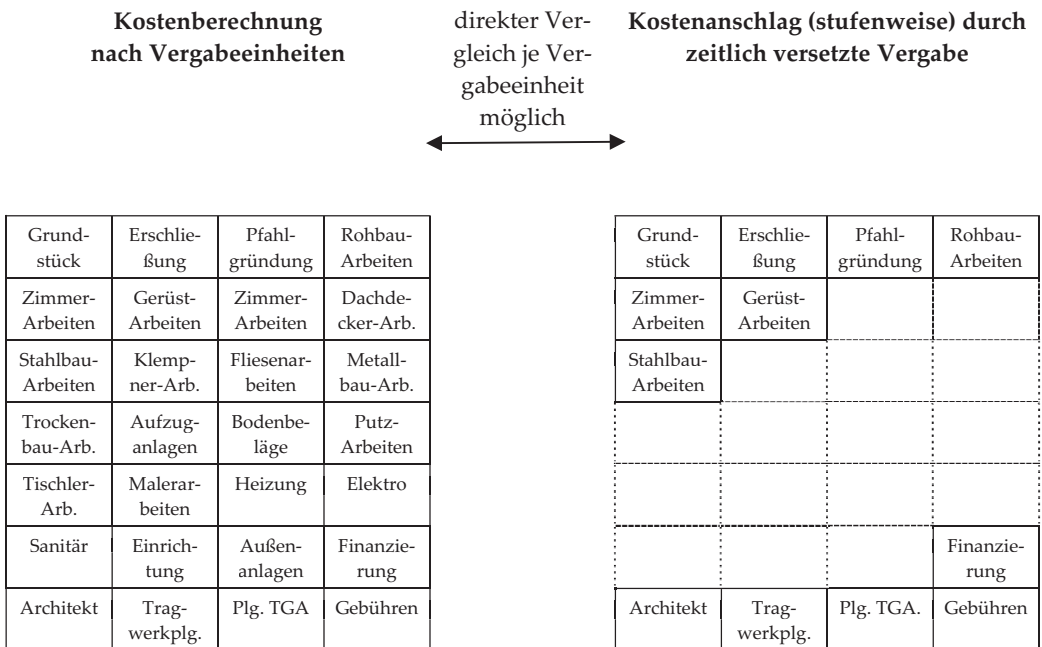 Kostenberechnung
nach Vergabeeinheiten
direkter Ver-
gleich je Ver-
gabeeinheit
möglich
Kostenanschlag (stufenweise) durch
zeitlich versetzte Vergabe
Grund-
stück
Erschlie-
ßung
Pfahl-
gründung
Rohbau-
Arbeiten
Zimmer-
Arbeiten
Gerüst-
Arbeiten
Zimmer-
Arbeiten
Dachde-
cker-Arb.
Stahlbau-
Arbeiten
Klemp-
ner-Arb.
Fliesenar-
beiten
Metall-
bau-Arb.
Trocken-
bau-Arb.
Aufzug-
anlagen
Bodenbe-
läge
Putz-
Arbeiten
Tischler-
Arb.
Malerar-
beiten
Heizung
Elektro
Sanitär
Einrich-
tung
Außen-
anlagen
Finanzie-
rung
Architekt
Trag-
werkplg.
Plg. TGA
Gebühren
Grund-
stück
Erschlie-
ßung
Pfahl-
gründung
Rohbau-
Arbeiten
Zimmer-
Arbeiten
Gerüst-
Arbeiten
Stahlbau-
Arbeiten
Finanzie-
rung
Architekt
Trag-
werkplg.
Plg. TGA.
Gebühren